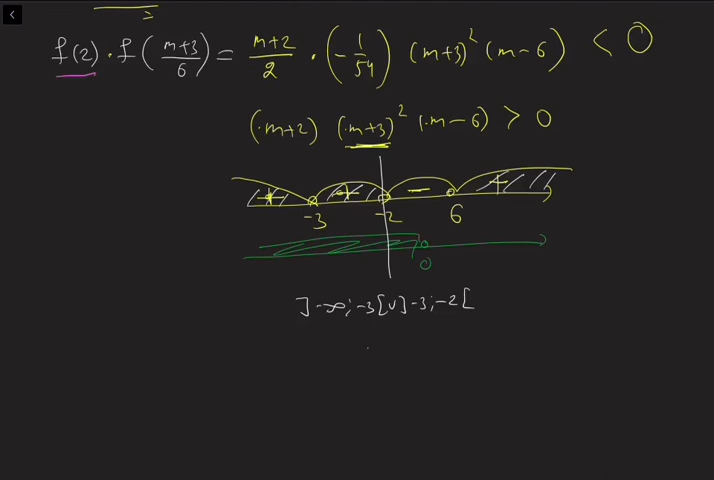 f(2) · f((m+3)/6) = (m+2)/2 · (-1/54) (m+3)² (m-6) < 0
(·m+2) (·m+3)² (·m-6) > 0
+ + - +
-3 -2 6
0
]-∞; -3[∪]-3; -2[